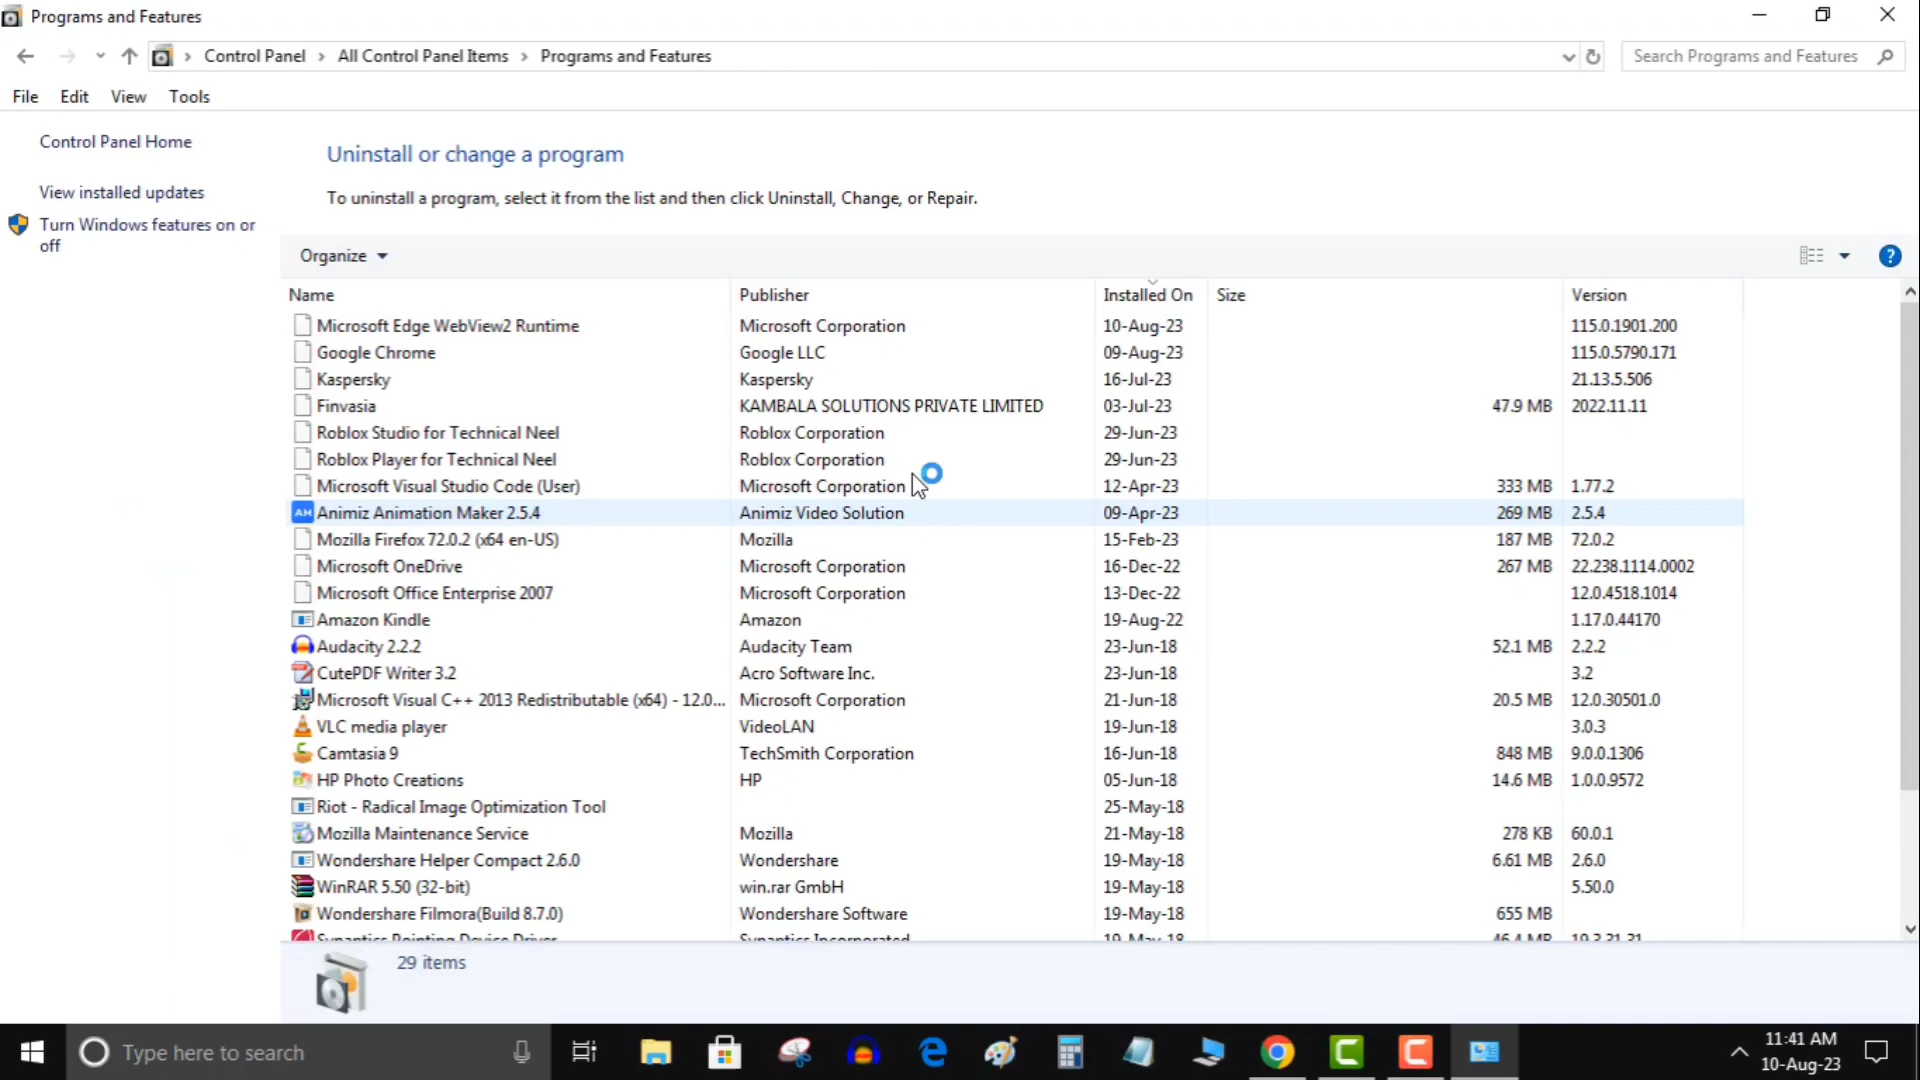 Programs and Features
Control Panel > All Control Panel Items > Programs and Features
Search Programs and Features
File Edit View Tools
Control Panel Home
View installed updates
Turn Windows features on or
off
Uninstall or change a program
To uninstall a program, select it from the list and then click Uninstall, Change, or Repair.
Organize
Name Publisher Installed On Size Version
Microsoft Edge WebView2 Runtime Microsoft Corporation 10-Aug-23 115.0.1901.200
Google Chrome Google LLC 09-Aug-23 115.0.5790.171
Kaspersky Kaspersky 16-Jul-23 21.13.5.506
Finvasia KAMBALA SOLUTIONS PRIVATE LIMITED 03-Jul-23 47.9 MB 2022.11.11
Roblox Studio for Technical Neel Roblox Corporation 29-Jun-23
Roblox Player for Technical Neel Roblox Corporation 29-Jun-23
Microsoft Visual Studio Code (User) Microsoft Corporation 12-Apr-23 333 MB 1.77.2
AM Animiz Animation Maker 2.5.4 Animiz Video Solution 09-Apr-23 269 MB 2.5.4
Mozilla Firefox 72.0.2 (x64 en-US) Mozilla 15-Feb-23 187 MB 72.0.2
Microsoft OneDrive Microsoft Corporation 16-Dec-22 267 MB 22.238.1114.0002
Microsoft Office Enterprise 2007 Microsoft Corporation 13-Dec-22 12.0.4518.1014
Amazon Kindle Amazon 19-Aug-22 1.17.0.44170
Audacity 2.2.2 Audacity Team 23-Jun-18 52.1 MB 2.2.2
CutePDF Writer 3.2 Acro Software Inc. 23-Jun-18 3.2
Microsoft Visual C++ 2013 Redistributable (x64) - 12.0... Microsoft Corporation 21-Jun-18 20.5 MB 12.0.30501.0
VLC media player VideoLAN 19-Jun-18 3.0.3
Camtasia 9 TechSmith Corporation 16-Jun-18 848 MB 9.0.0.1306
HP Photo Creations HP 05-Jun-18 14.6 MB 1.0.0.9572
Riot - Radical Image Optimization Tool 25-May-18
Mozilla Maintenance Service Mozilla 21-May-18 278 KB 60.0.1
Wondershare Helper Compact 2.6.0 Wondershare 19-May-18 6.61 MB 2.6.0
WinRAR 5.50 (32-bit) win.rar GmbH 19-May-18 5.50.0
Wondershare Filmora(Build 8.7.0) Wondershare Software 19-May-18 655 MB
Synaptics Pointing Device Driver Synaptics Incorporated 19-May-18 46.4 MB 19.3.31.31
29 items
Type here to search
11:41 AM
10-Aug-23